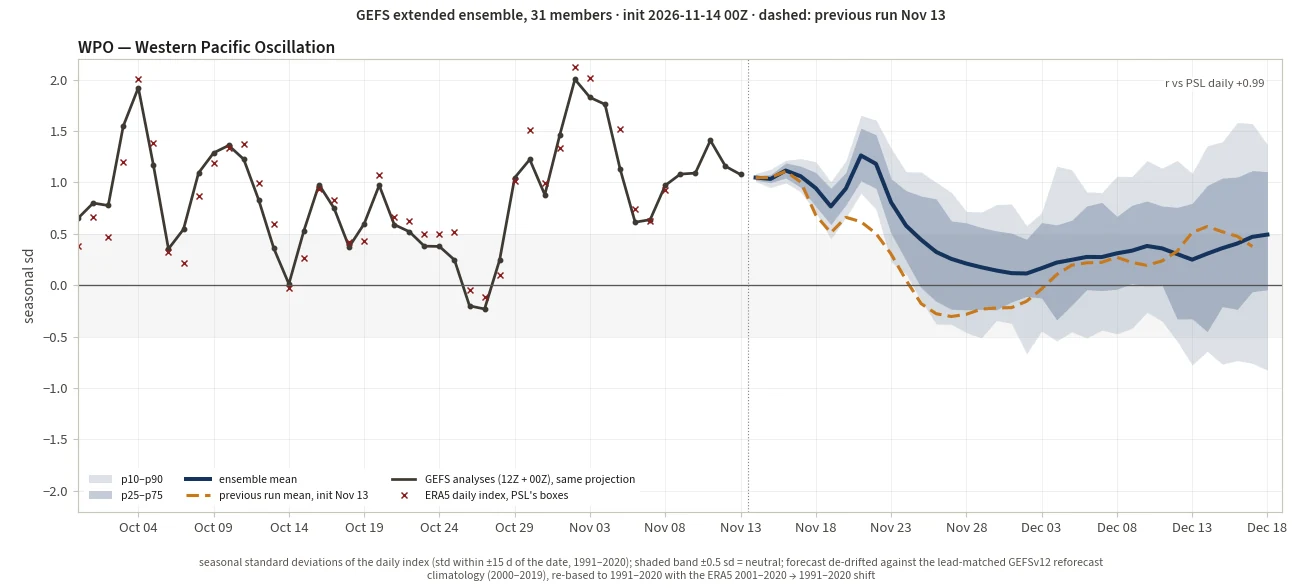 GEFS extended ensemble, 31 members · init 2026-11-14 00Z · dashed: previous run Nov 13
WPO — Western Pacific Oscillation
r vs PSL daily +0.99
seasonal sd
2.0
1.5
1.0
0.5
0.0
−0.5
−1.0
−1.5
−2.0
p10–p90
p25–p75
ensemble mean
previous run mean, init Nov 13
GEFS analyses (12Z + 00Z), same projection
ERA5 daily index, PSL's boxes
Oct 04 Oct 09 Oct 14 Oct 19 Oct 24 Oct 29 Nov 03 Nov 08 Nov 13 Nov 18 Nov 23 Nov 28 Dec 03 Dec 08 Dec 13 Dec 18
seasonal standard deviations of the daily index (std within ±15 d of the date, 1991–2020); shaded band ±0.5 sd = neutral; forecast de-drifted against the lead-matched GEFSv12 reforecast
climatology (2000–2019), re-based to 1991–2020 with the ERA5 2001–2020 → 1991–2020 shift